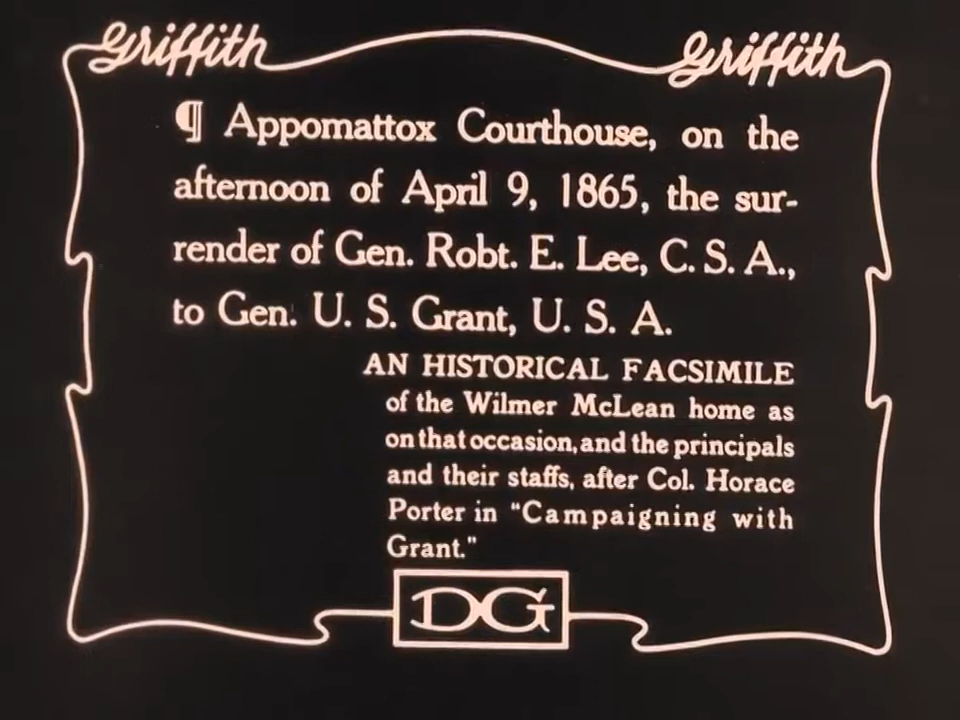 Griffith Griffith
¶ Appomattox Courthouse, on the
afternoon of April 9, 1865, the sur-
render of Gen. Robt. E. Lee, C. S. A.,
to Gen. U. S. Grant, U. S. A.
AN HISTORICAL FACSIMILE
of the Wilmer McLean home as
on that occasion, and the principals
and their staffs, after Col. Horace
Porter in "Campaigning with
Grant."
DG